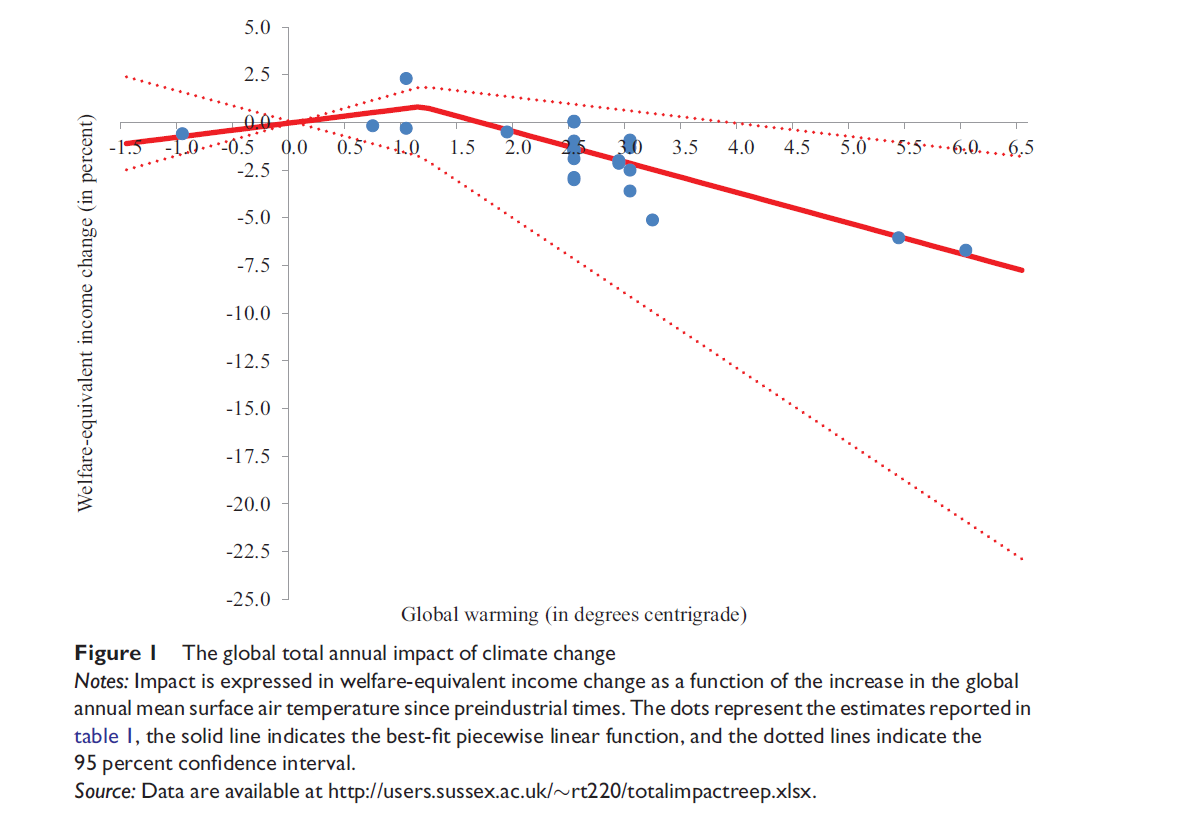 5.0
2.5
0.0
-1.5 -1.0 -0.5 0.0 0.5 1.0 1.5 2.0 2.5 3.0 3.5 4.0 4.5 5.0 5.5 6.0 6.5
-2.5
-5.0
-7.5
-10.0
-12.5
-15.0
-17.5
-20.0
-22.5
-25.0
Welfare-equivalent income change (in percent)
Global warming (in degrees centrigrade)
Figure 1 The global total annual impact of climate change
Notes: Impact is expressed in welfare-equivalent income change as a function of the increase in the global
annual mean surface air temperature since preindustrial times. The dots represent the estimates reported in
table 1, the solid line indicates the best-fit piecewise linear function, and the dotted lines indicate the
95 percent confidence interval.
Source: Data are available at http://users.sussex.ac.uk/~rt220/totalimpactreep.xlsx.